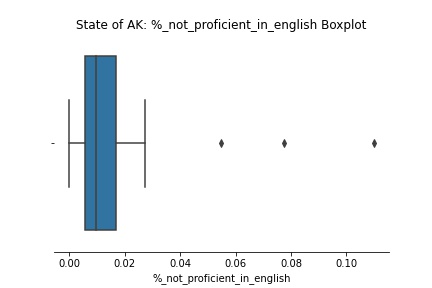 State of AK: %_not_proficient_in_english Boxplot
0.00 0.02 0.04 0.06 0.08 0.10
%_not_proficient_in_english